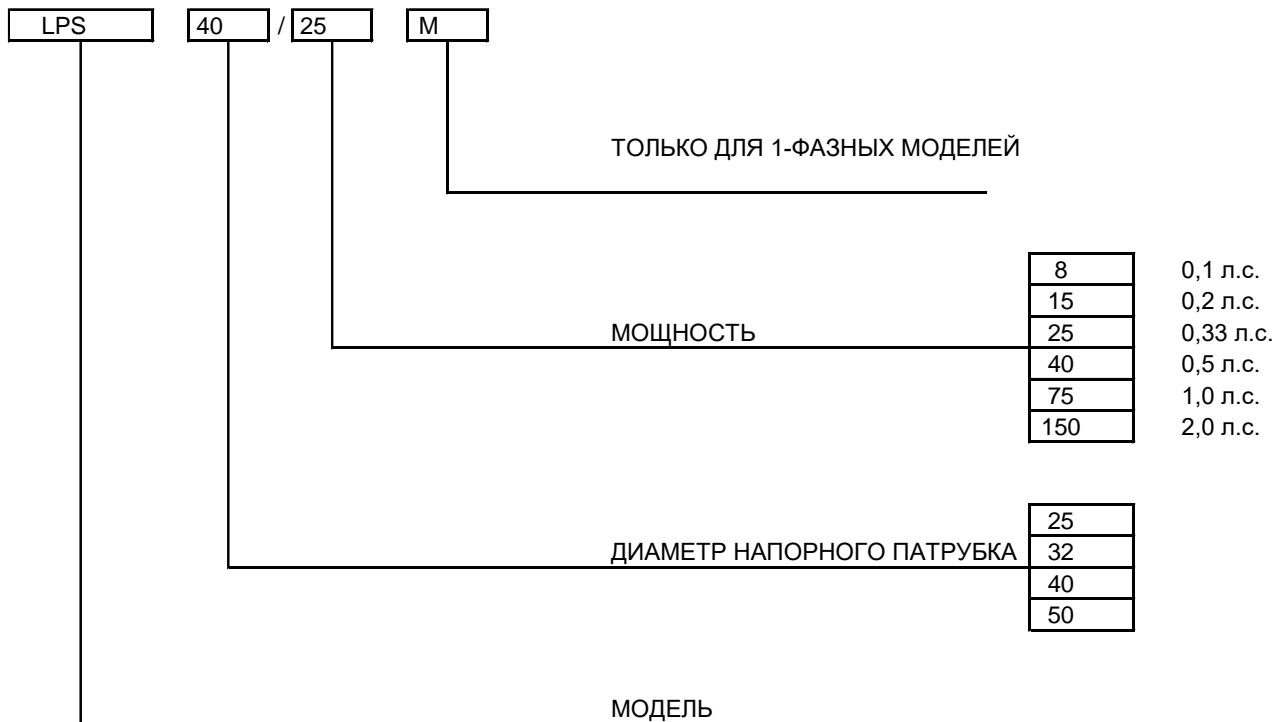 LPS 40 / 25 M
ТОЛЬКО ДЛЯ 1-ФАЗНЫХ МОДЕЛЕЙ
8 0,1 л.с.
15 0,2 л.с.
МОЩНОСТЬ 25 0,33 л.с.
40 0,5 л.с.
75 1,0 л.с.
150 2,0 л.с.
25
ДИАМЕТР НАПОРНОГО ПАТРУБКА 32
40
50
МОДЕЛЬ